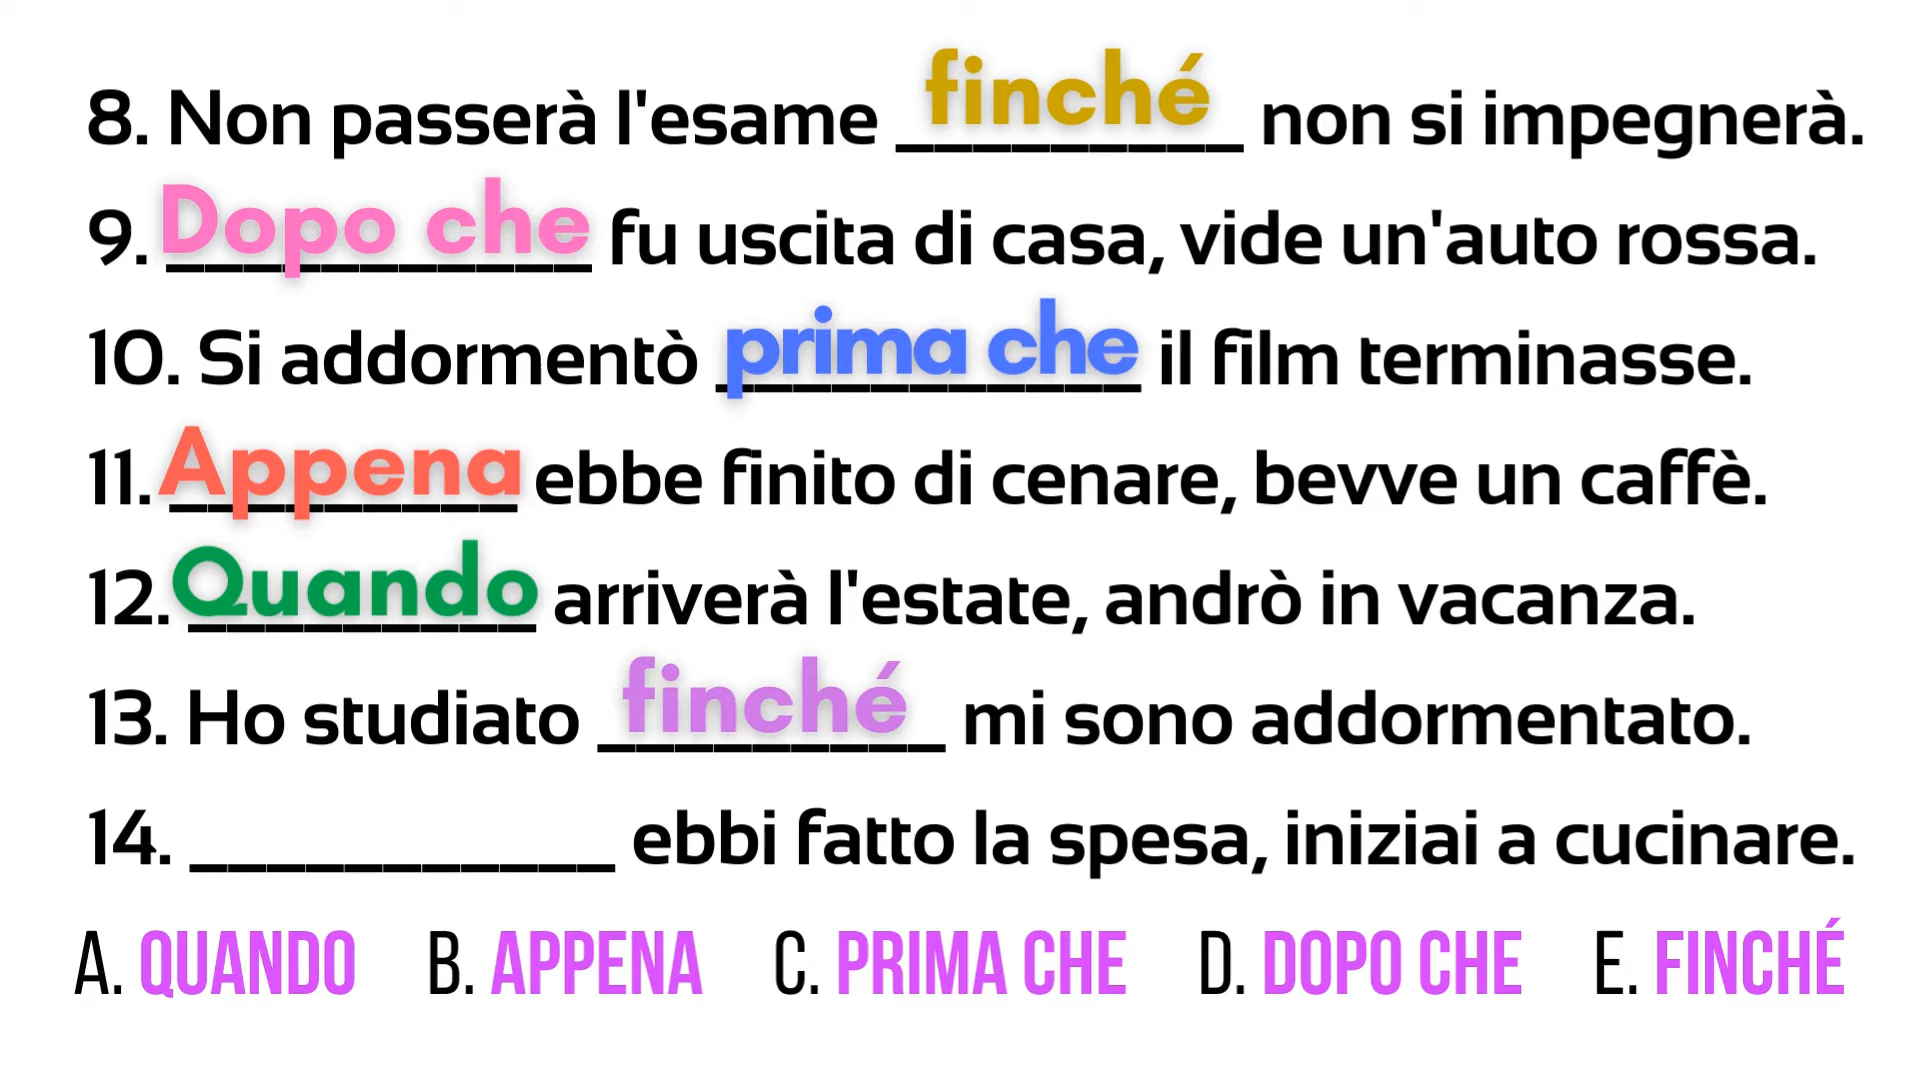 8. Non passerà l'esame finché non si impegnerà.
9. Dopo che fu uscita di casa, vide un'auto rossa.
10. Si addormentò prima che il film terminasse.
11. Appena ebbe finito di cenare, bevve un caffè.
12. Quando arriverà l'estate, andrò in vacanza.
13. Ho studiato finché mi sono addormentato.
14. ___________ ebbi fatto la spesa, iniziai a cucinare.
A. QUANDO B. APPENA C. PRIMA CHE D. DOPO CHE E. FINCHÉ